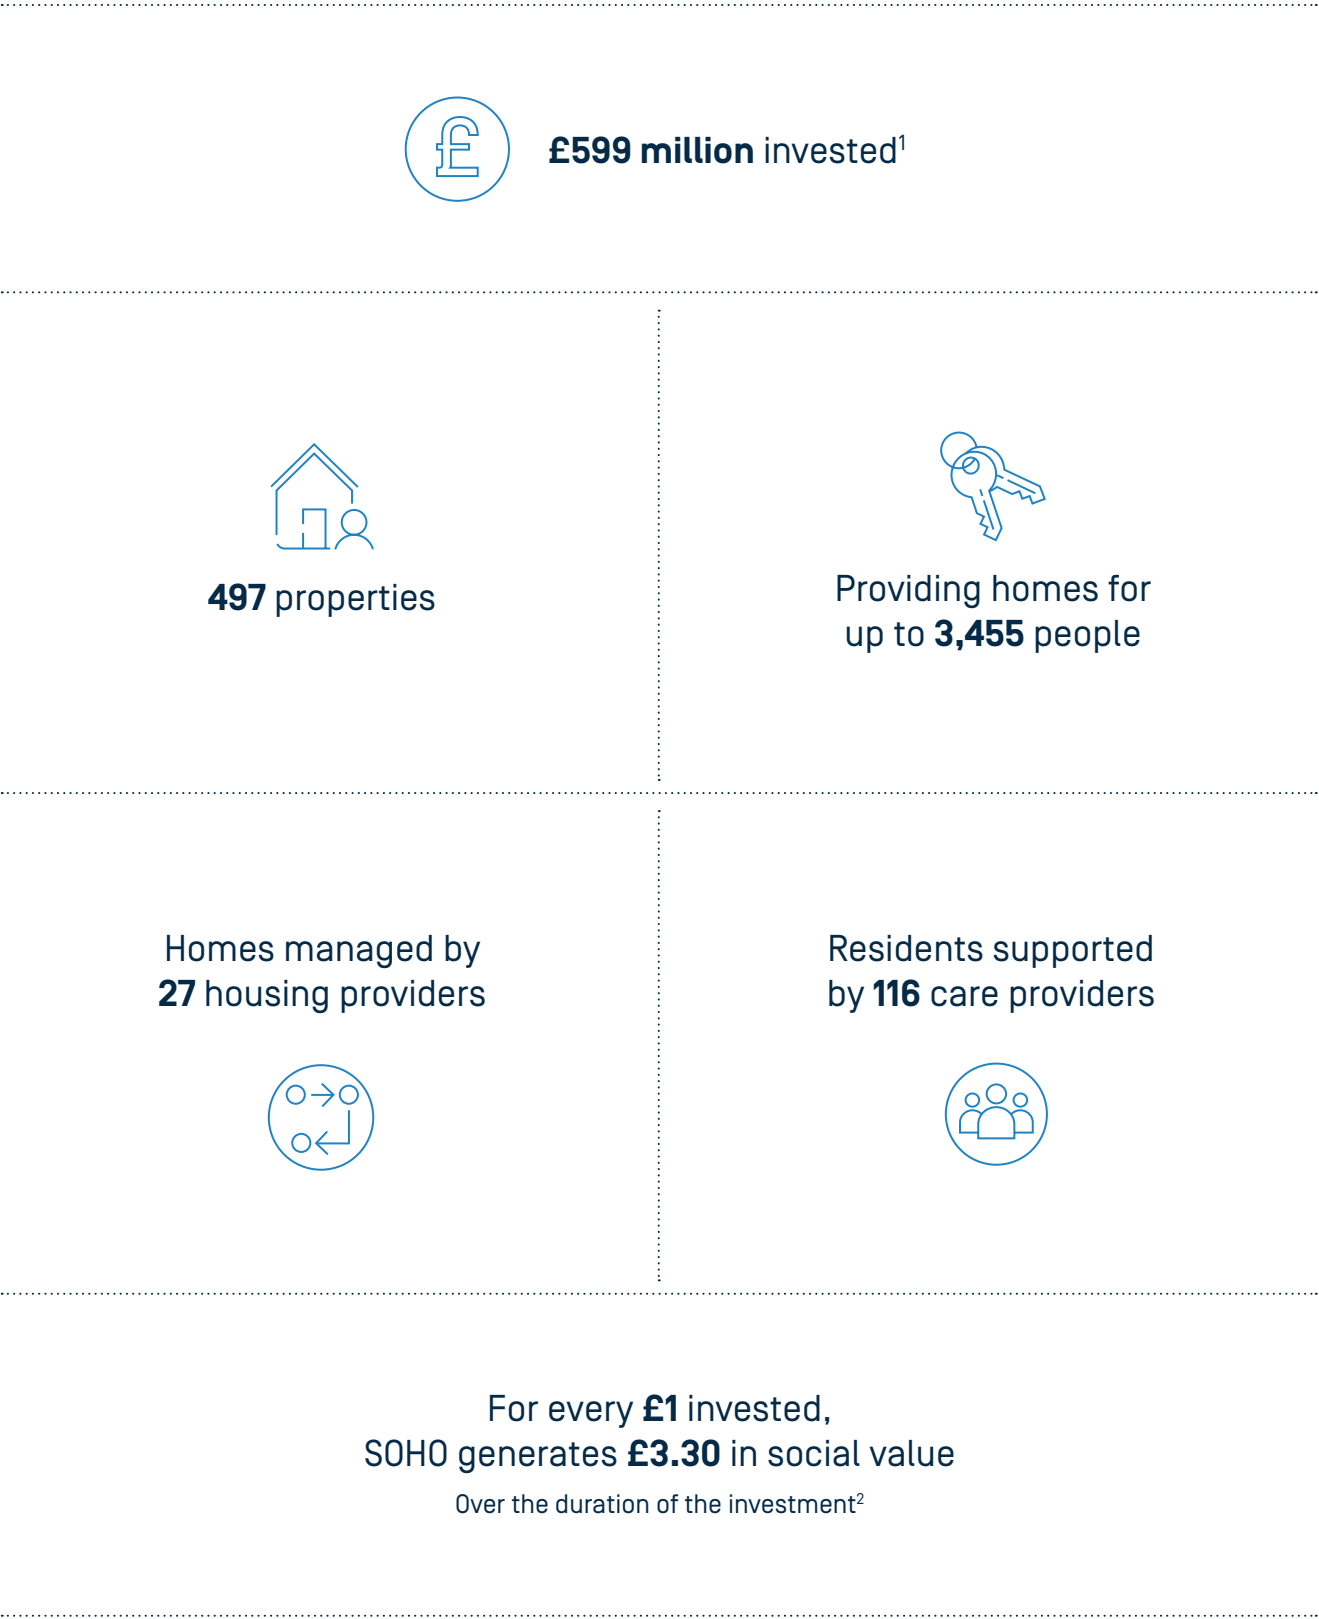 £599 million invested1
497 properties
Providing homes for
up to 3,455 people
Homes managed by
27 housing providers
Residents supported
by 116 care providers
For every £1 invested,
SOHO generates £3.30 in social value
Over the duration of the investment2